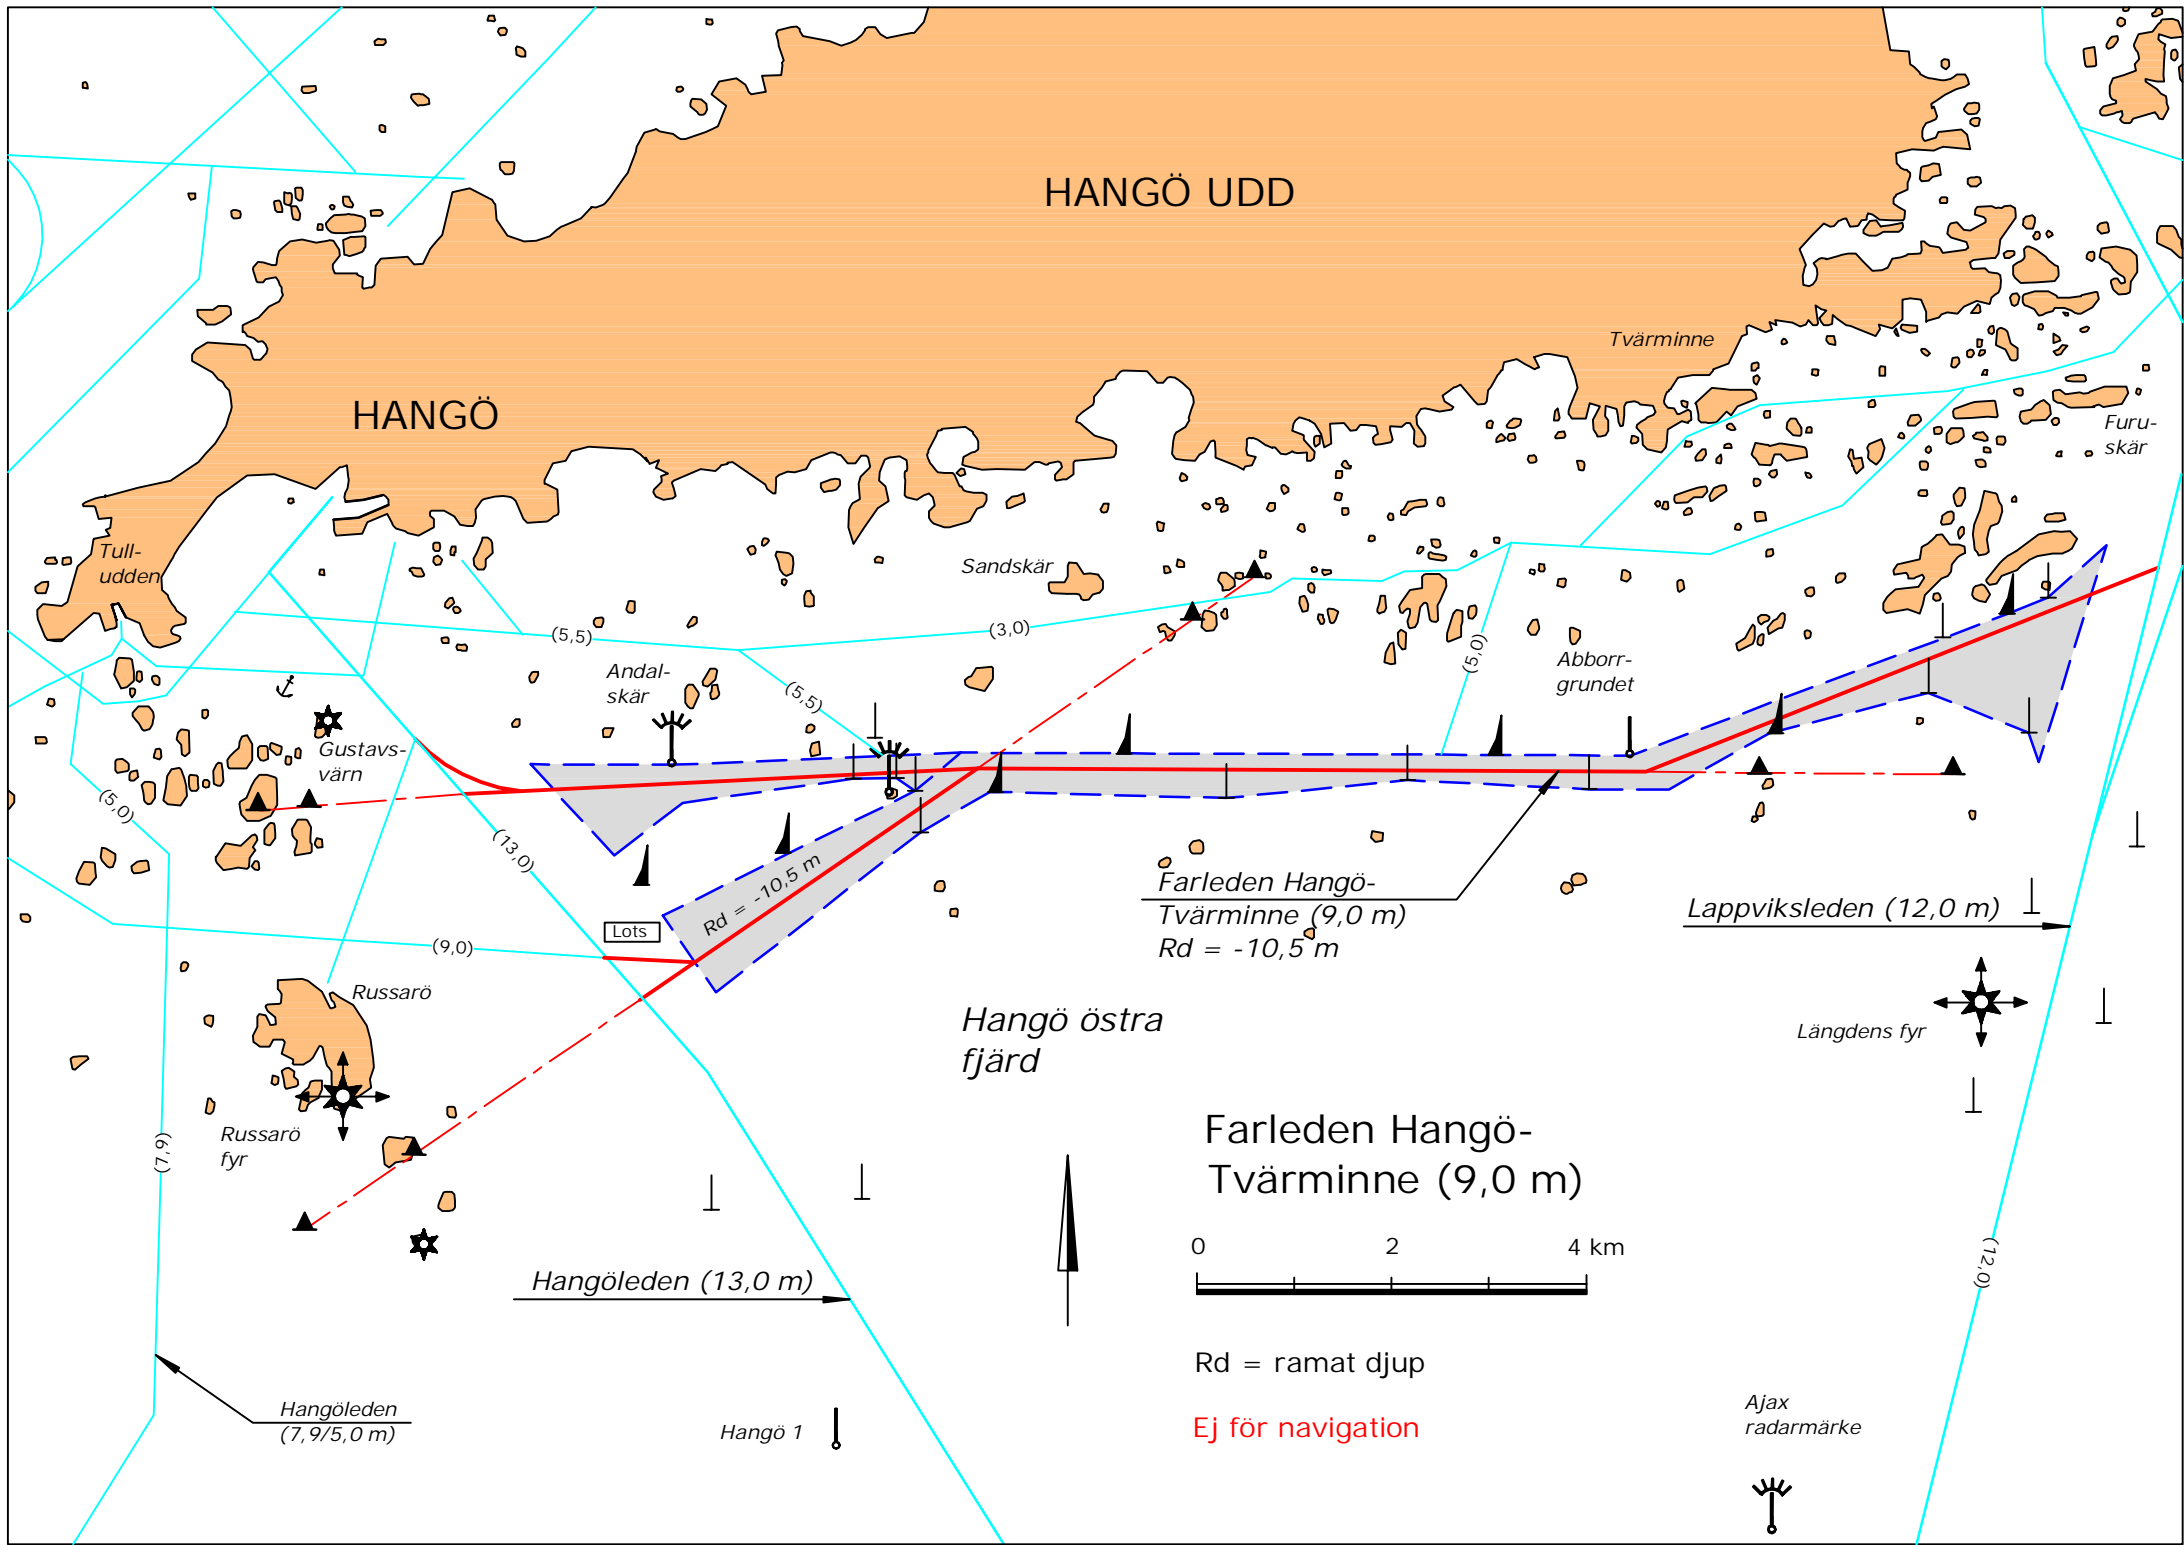 HANGÖ UDD
Tvärminne
HANGÖ
Furu-
skär
Tull-
udden
Sandskär
(5,5)
(3,0)
(5,0)
Andal-
skär
Abborr-
grundet
(5,5)
Gustavs-
värn
(5,0)
(13,0)
Rd = -10,5 m
Farleden Hangö-
Tvärminne (9,0 m)
Rd = -10,5 m
Lappviksleden (12,0 m)
Lots
(9,0)
Russarö
Hangö östra
fjärd
Längdens fyr
Russarö
fyr
(7,9)
Farleden Hangö-
Tvärminne (9,0 m)
0 2 4 km
(12,0)
Hangöleden (13,0 m)
Rd = ramat djup
Hangöleden
(7,9/5,0 m)
Hangö 1
Ej för navigation
Ajax
radarmärke